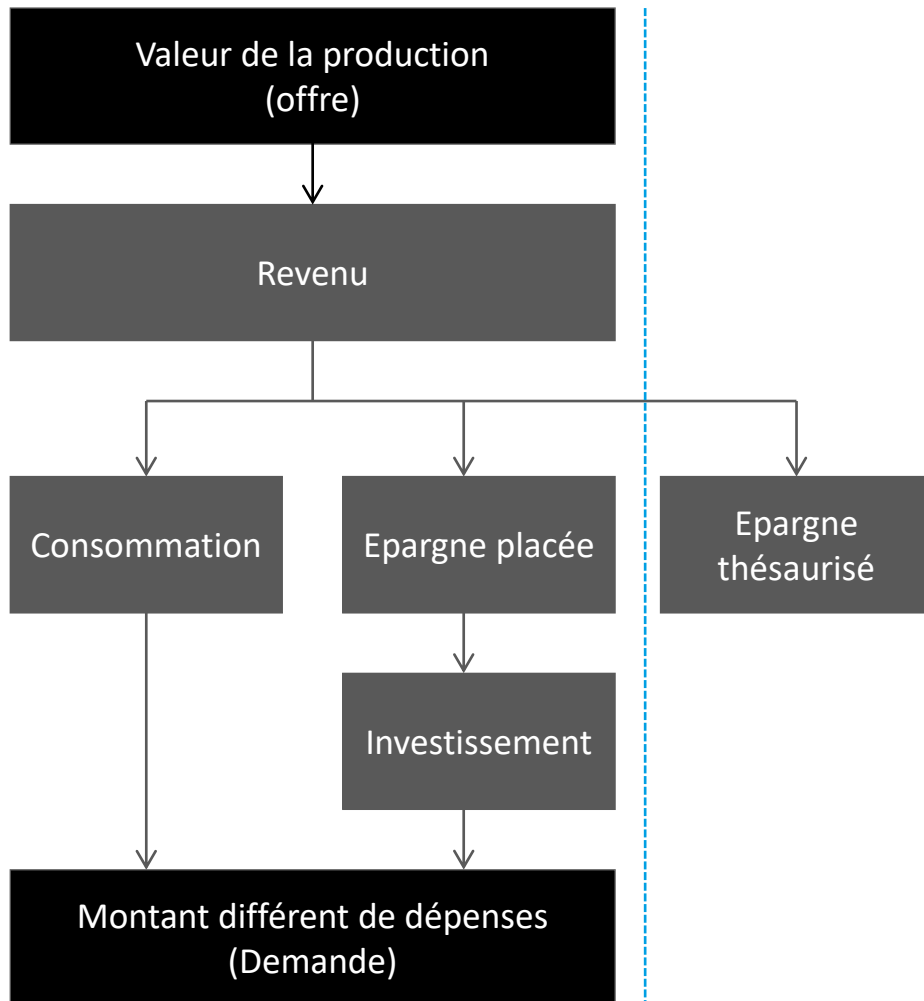 Valeur de la production
(offre)
Revenu
Consommation
Epargne placée
Epargne
thésaurisé
Investissement
Montant différent de dépenses
(Demande)